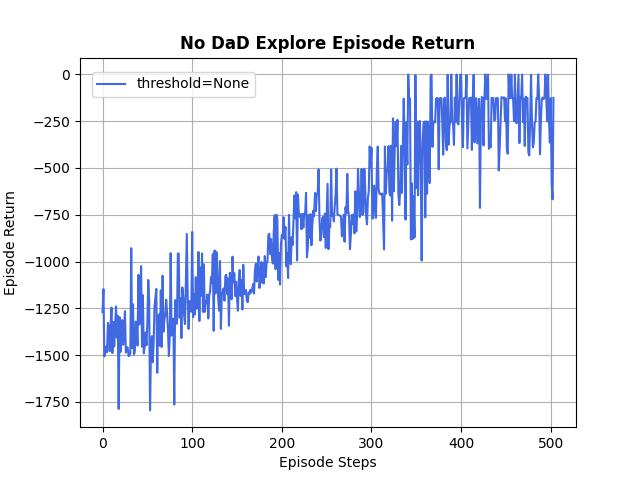 No DaD Explore Episode Return
threshold=None
Episode Return
0
−250
−500
−750
−1000
−1250
−1500
−1750
0 100 200 300 400 500
Episode Steps